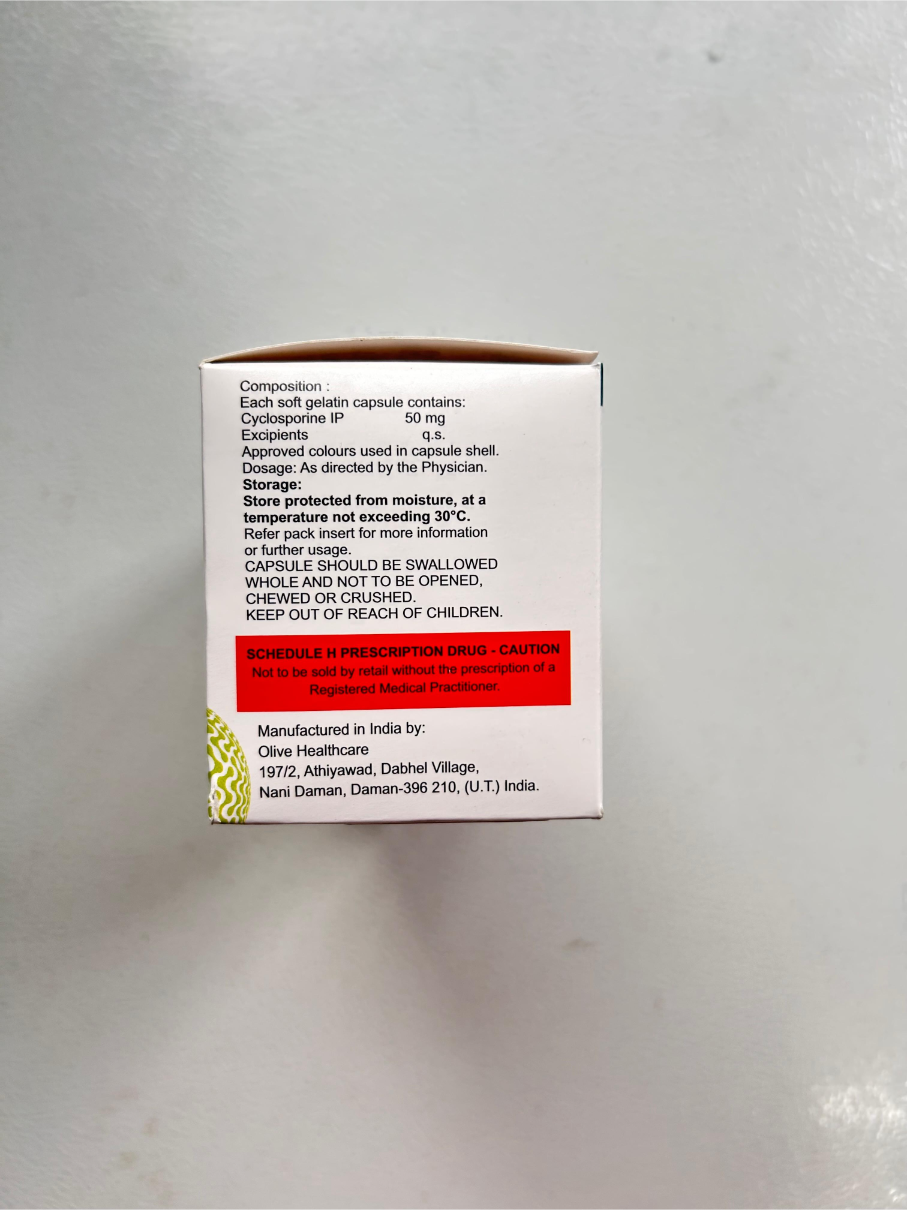 Composition :
Each soft gelatin capsule contains:
Cyclosporine IP 50 mg
Excipients q.s.
Approved colours used in capsule shell.
Dosage: As directed by the Physician.
Storage:
Store protected from moisture, at a
temperature not exceeding 30°C.
Refer pack insert for more information
or further usage.
CAPSULE SHOULD BE SWALLOWED
WHOLE AND NOT TO BE OPENED,
CHEWED OR CRUSHED.
KEEP OUT OF REACH OF CHILDREN.
SCHEDULE H PRESCRIPTION DRUG - CAUTION
Not to be sold by retail without the prescription of a
Registered Medical Practitioner.
Manufactured in India by:
Olive Healthcare
197/2, Athiyawad, Dabhel Village,
Nani Daman, Daman-396 210, (U.T.) India.